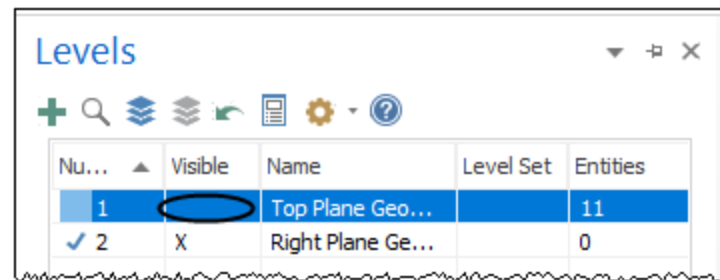 Levels
Nu... Visible Name Level Set Entities
1 Top Plane Geo... 11
2 X Right Plane Ge... 0